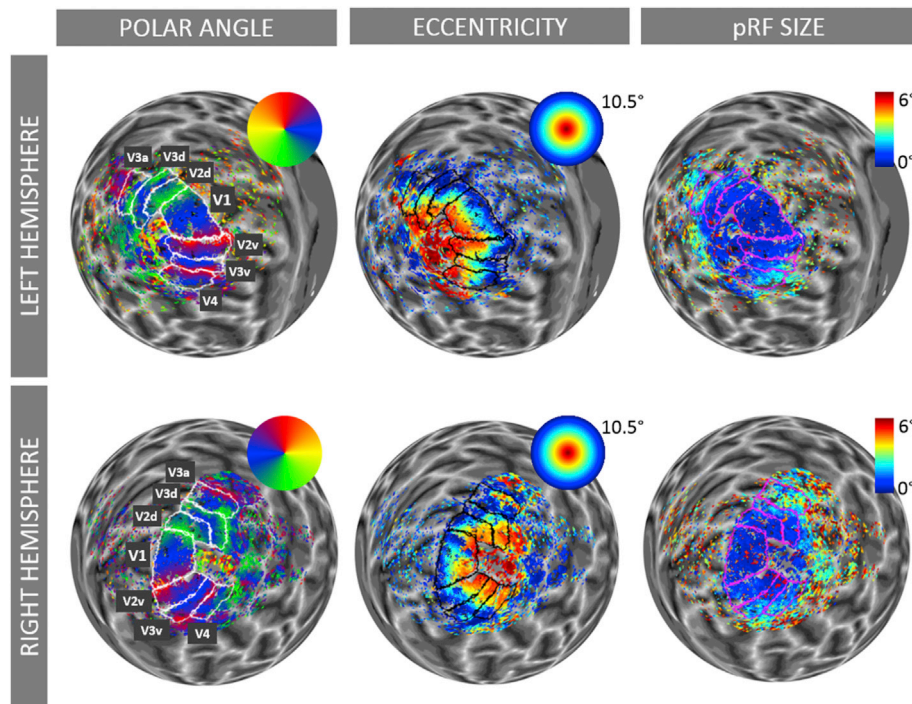 POLAR ANGLE
ECCENTRICITY
pRF SIZE
LEFT HEMISPHERE
V3a
V3d
V2d
V1
V2v
V3v
V4
10.5°
6°
0°
RIGHT HEMISPHERE
V3a
V3d
V2d
V1
V2v
V3v
V4
10.5°
6°
0°